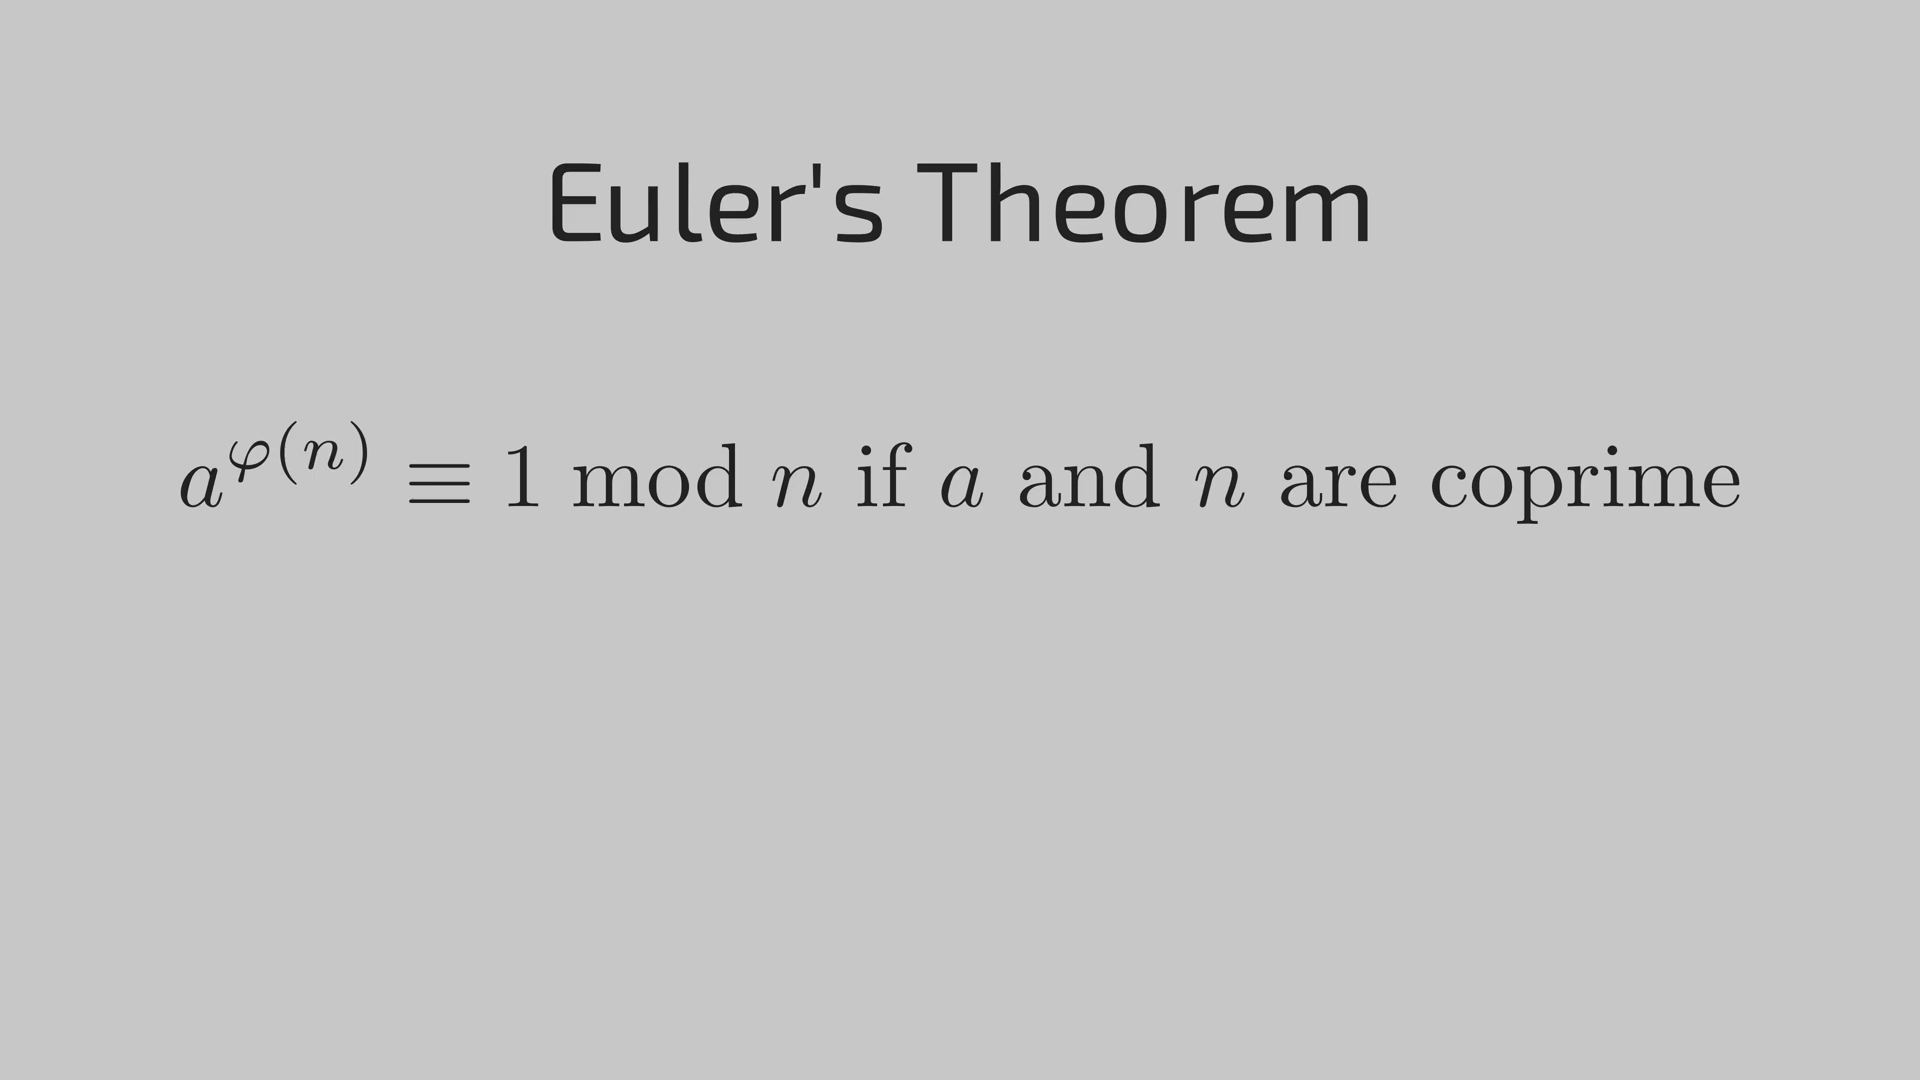 Euler's Theorem
a^{φ(n)} ≡ 1 mod n if a and n are coprime